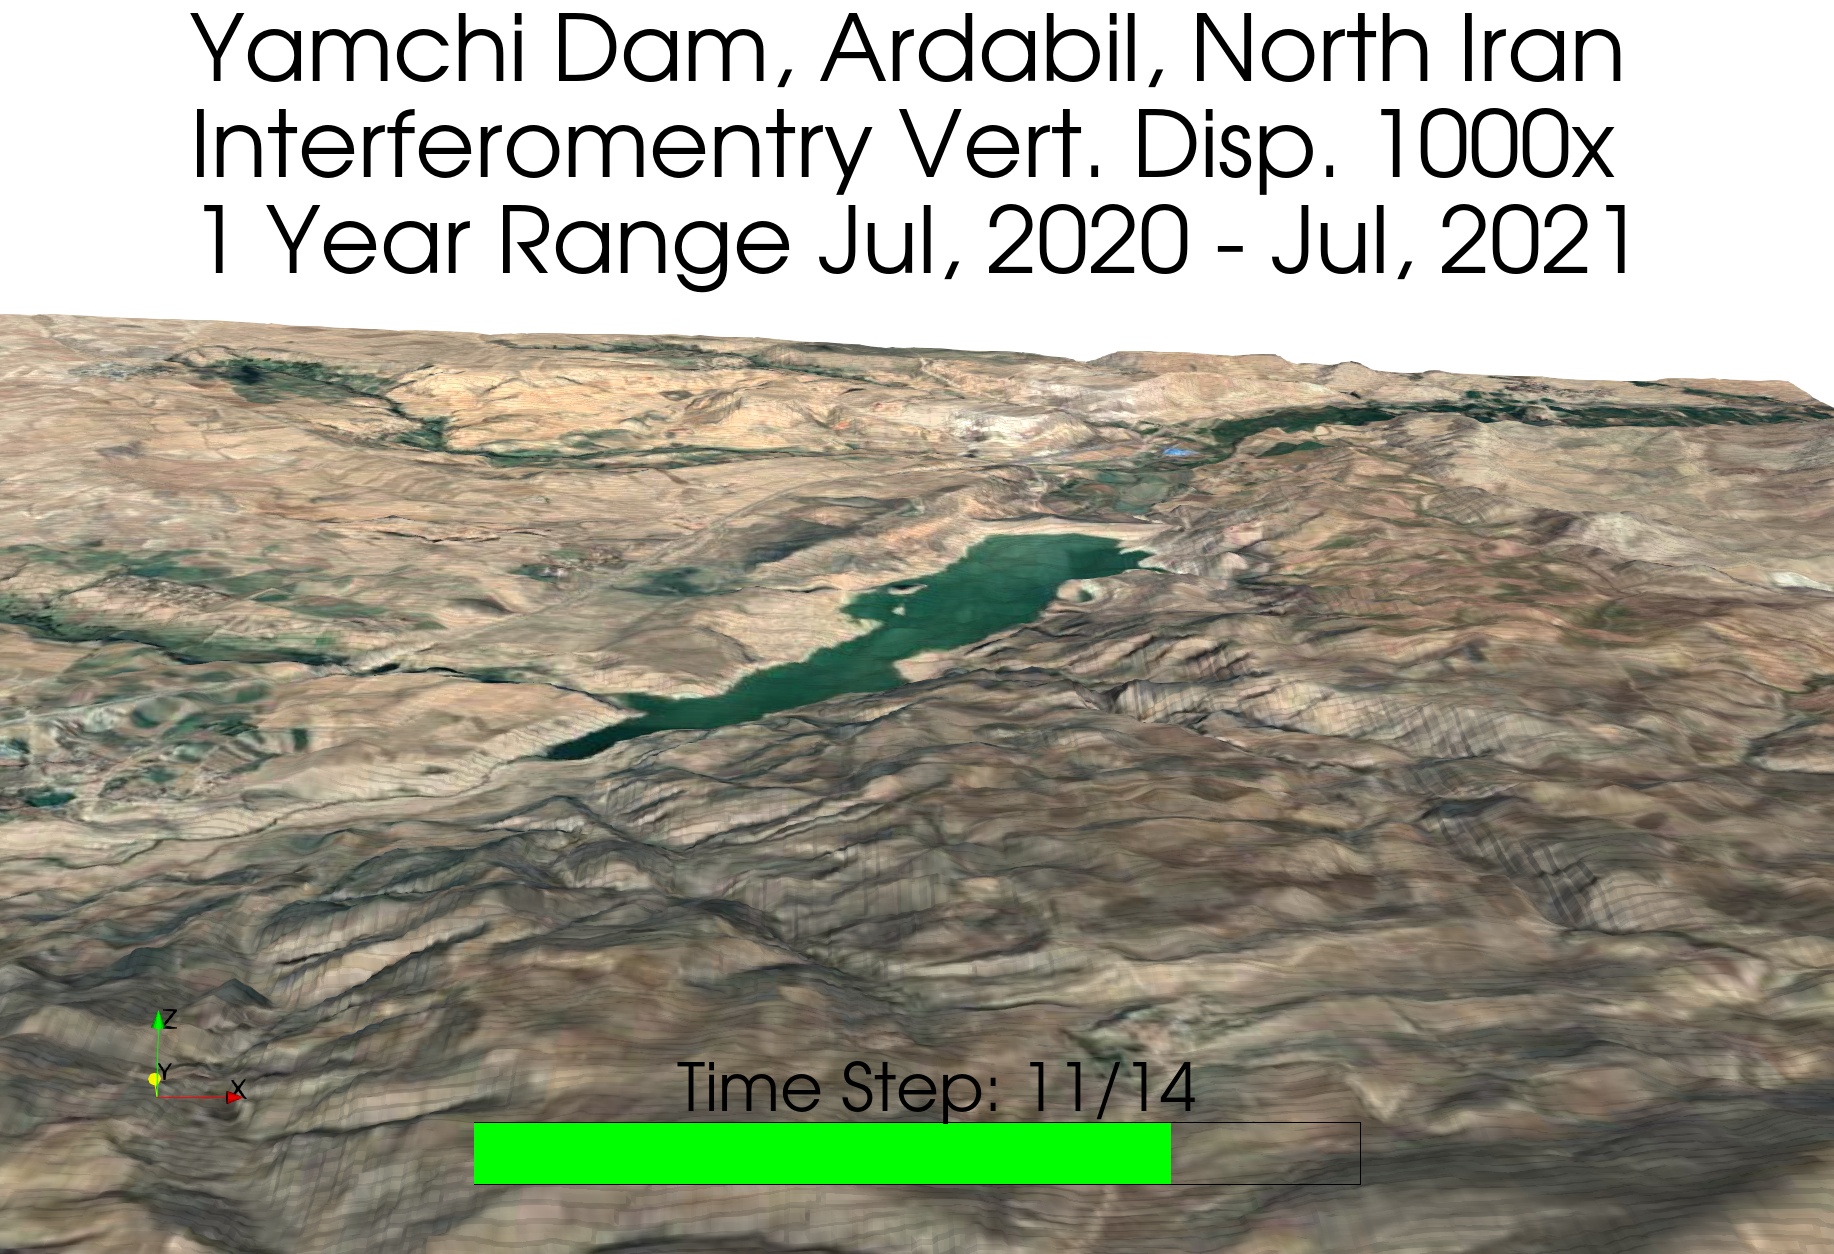 Yamchi Dam, Ardabil, North Iran
Interferomentry Vert. Disp. 1000x
1 Year Range Jul, 2020 - Jul, 2021
Z
Y
X
Time Step: 11/14